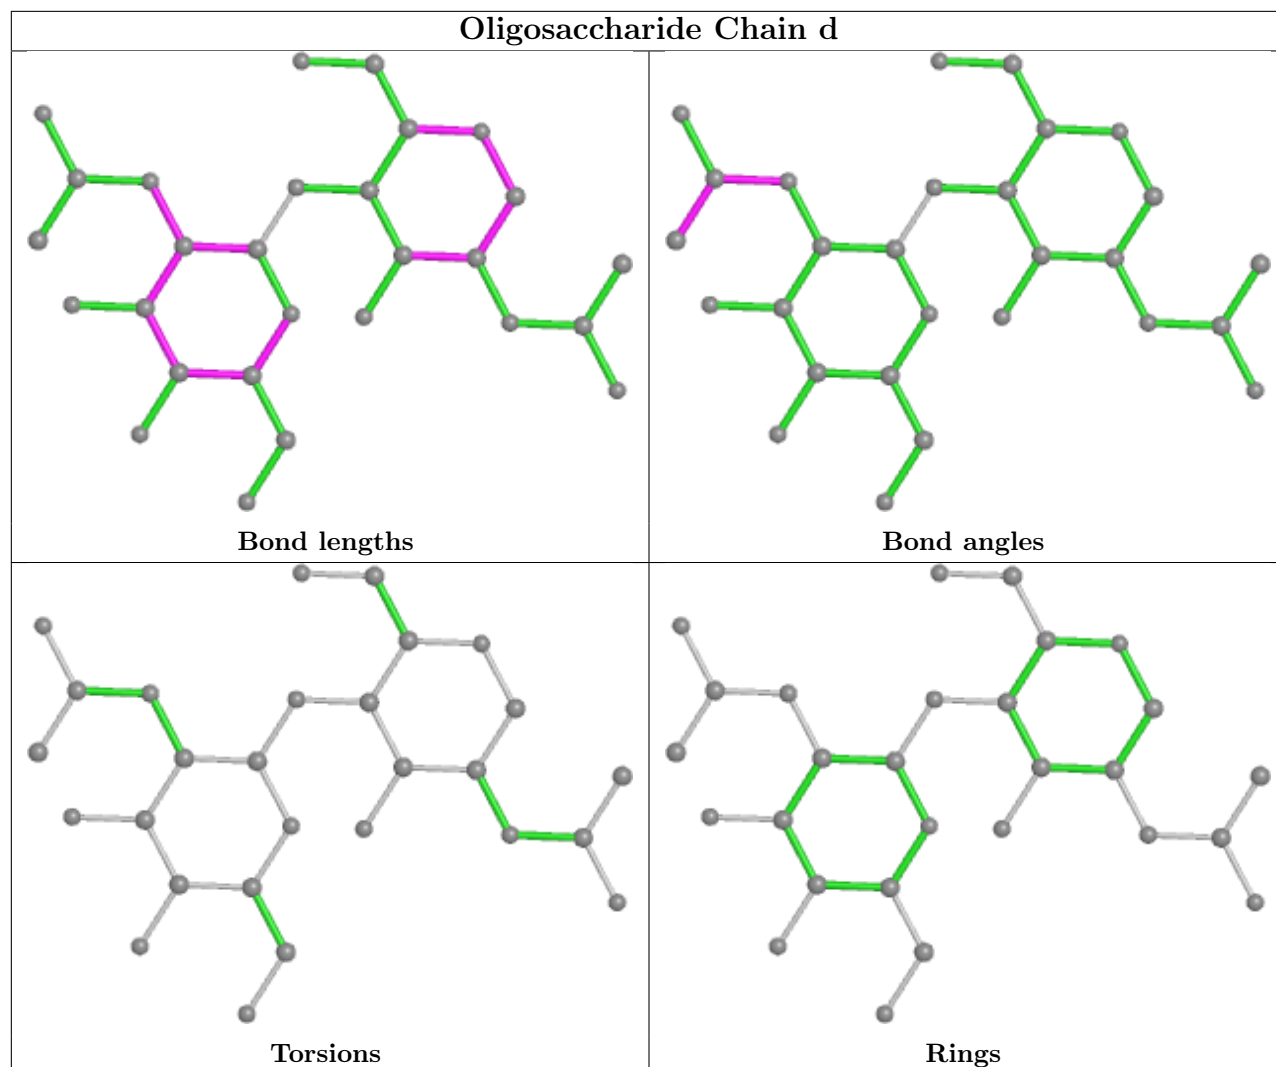 Oligosaccharide Chain d
Bond lengths
Bond angles
Torsions
Rings